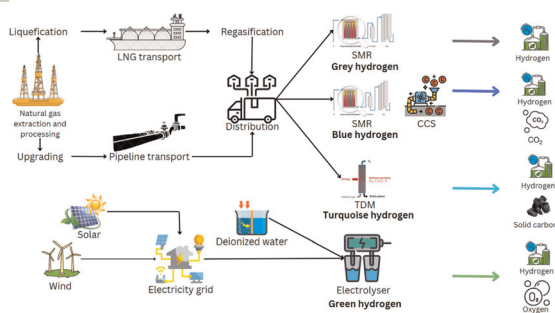 Liquefication
LNG transport
Regasification
SMR
Grey hydrogen
Hydrogen
Natural gas
extraction and
processing
Distribution
SMR
Blue hydrogen
CCS
Hydrogen
CO₂
CO₂
Upgrading
Pipeline transport
TDM
Turquoise hydrogen
Hydrogen
Solid carbon
Solar
Deionized water
Wind
Electricity grid
Electrolyser
Green hydrogen
Hydrogen
O₂
Oxygen